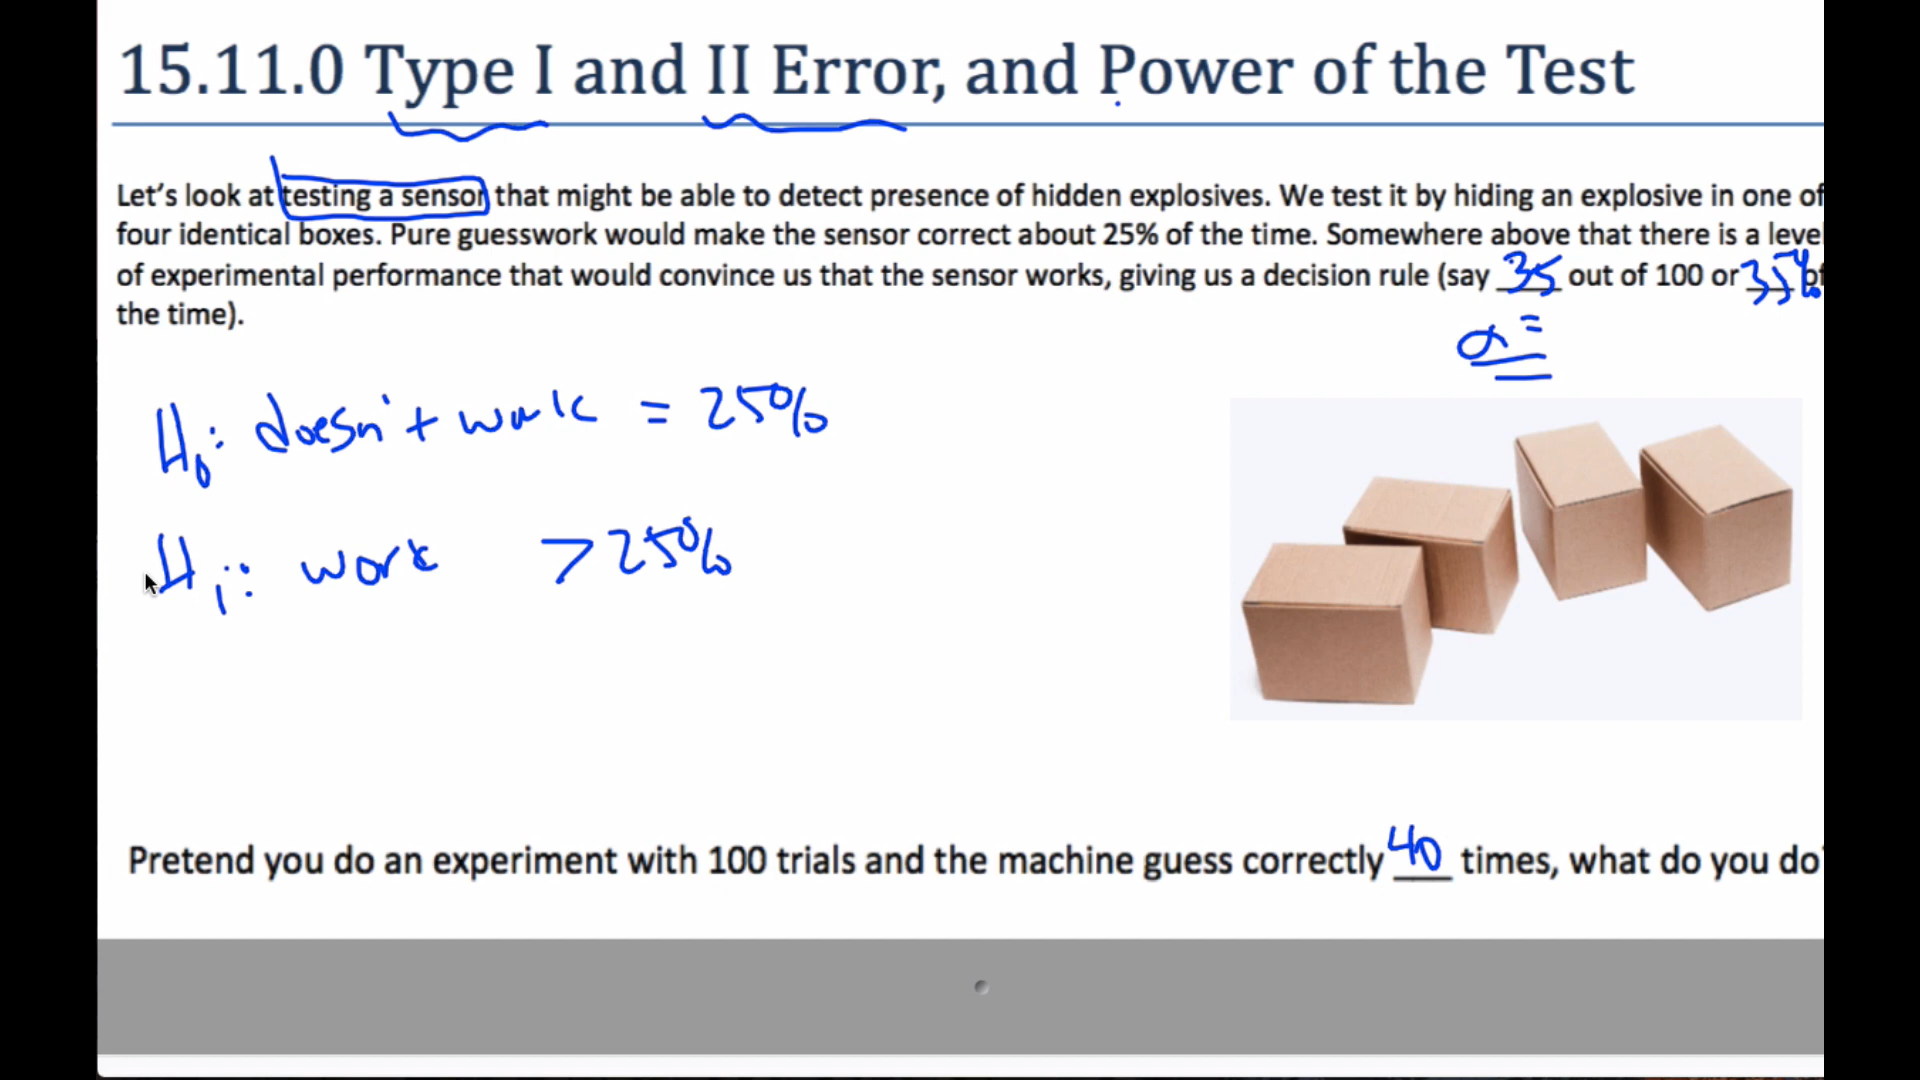 15.11.0 Type I and II Error, and Power of the Test
Let's look at testing a sensor that might be able to detect presence of hidden explosives. We test it by hiding an explosive in one of
four identical boxes. Pure guesswork would make the sensor correct about 25% of the time. Somewhere above that there is a level
of experimental performance that would convince us that the sensor works, giving us a decision rule (say 35 out of 100 or 35% of
the time).
α =
H₀: doesn't work = 25%
H₁: work > 25%
Pretend you do an experiment with 100 trials and the machine guess correctly 40 times, what do you do?